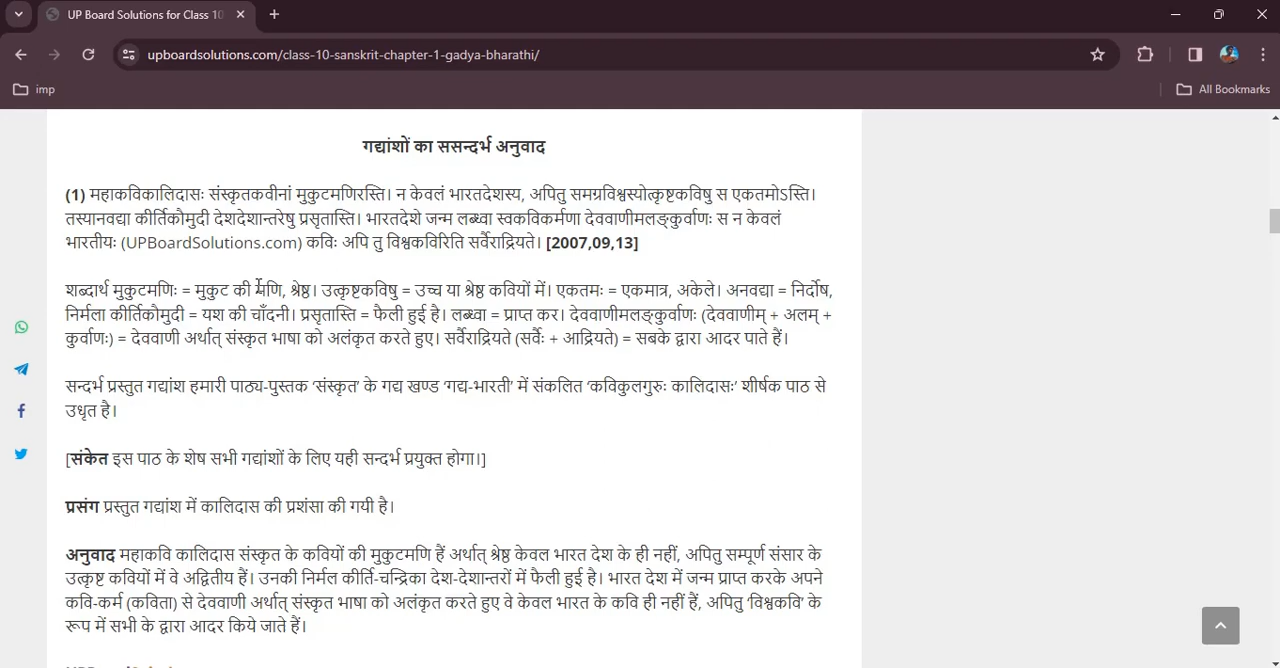 UP Board Solutions for Class 10
upboardsolutions.com/class-10-sanskrit-chapter-1-gadya-bharathi/
imp
All Bookmarks
गद्यांशों का ससन्दर्भ अनुवाद
(1) महाकविकालिदासः संस्कृतकवीनां मुकुटमणिरस्ति। न केवलं भारतदेशस्य, अपितु समग्रविश्वस्योत्कृष्टकविषु स एकतमोऽस्ति।
तस्यानवद्या कीर्तिकौमुदी देशदेशान्तरेषु प्रसृतास्ति। भारतदेशे जन्म लब्ध्वा स्वकविकर्मणा देववाणीमलङ्कुर्वाणः स न केवलं
भारतीयः (UPBoardSolutions.com) कविः अपि तु विश्वकविरिति सर्वैराद्रियते। [2007,09,13]
शब्दार्थ मुकुटमणिः = मुकुट की मणि, श्रेष्ठ। उत्कृष्टकविषु = उच्च या श्रेष्ठ कवियों में। एकतमः = एकमात्र, अकेले। अनवद्या = निर्दोष,
निर्मला कीर्तिकौमुदी = यश की चाँदनी। प्रसृतास्ति = फैली हुई है। लब्ध्वा = प्राप्त कर। देववाणीमलङ्कुर्वाणः (देववाणीम् + अलम् +
कुर्वाणः) = देववाणी अर्थात् संस्कृत भाषा को अलंकृत करते हुए। सर्वैराद्रियते (सर्वैः + आद्रियते) = सबके द्वारा आदर पाते हैं।
सन्दर्भ प्रस्तुत गद्यांश हमारी पाठ्य-पुस्तक ‘संस्कृत’ के गद्य खण्ड ‘गद्य-भारती’ में संकलित ‘कविकुलगुरुः कालिदासः’ शीर्षक पाठ से
उधृत है।
[संकेत इस पाठ के शेष सभी गद्यांशों के लिए यही सन्दर्भ प्रयुक्त होगा।]
प्रसंग प्रस्तुत गद्यांश में कालिदास की प्रशंसा की गयी है।
अनुवाद महाकवि कालिदास संस्कृत के कवियों की मुकुटमणि हैं अर्थात् श्रेष्ठ केवल भारत देश के ही नहीं, अपितु सम्पूर्ण संसार के
उत्कृष्ट कवियों में वे अद्वितीय हैं। उनकी निर्मल कीर्ति-चन्द्रिका देश-देशान्तरों में फैली हुई है। भारत देश में जन्म प्राप्त करके अपने
कवि-कर्म (कविता) से देववाणी अर्थात् संस्कृत भाषा को अलंकृत करते हुए वे केवल भारत के कवि ही नहीं हैं, अपितु ‘विश्वकवि’ के
रूप में सभी के द्वारा आदर किये जाते हैं।